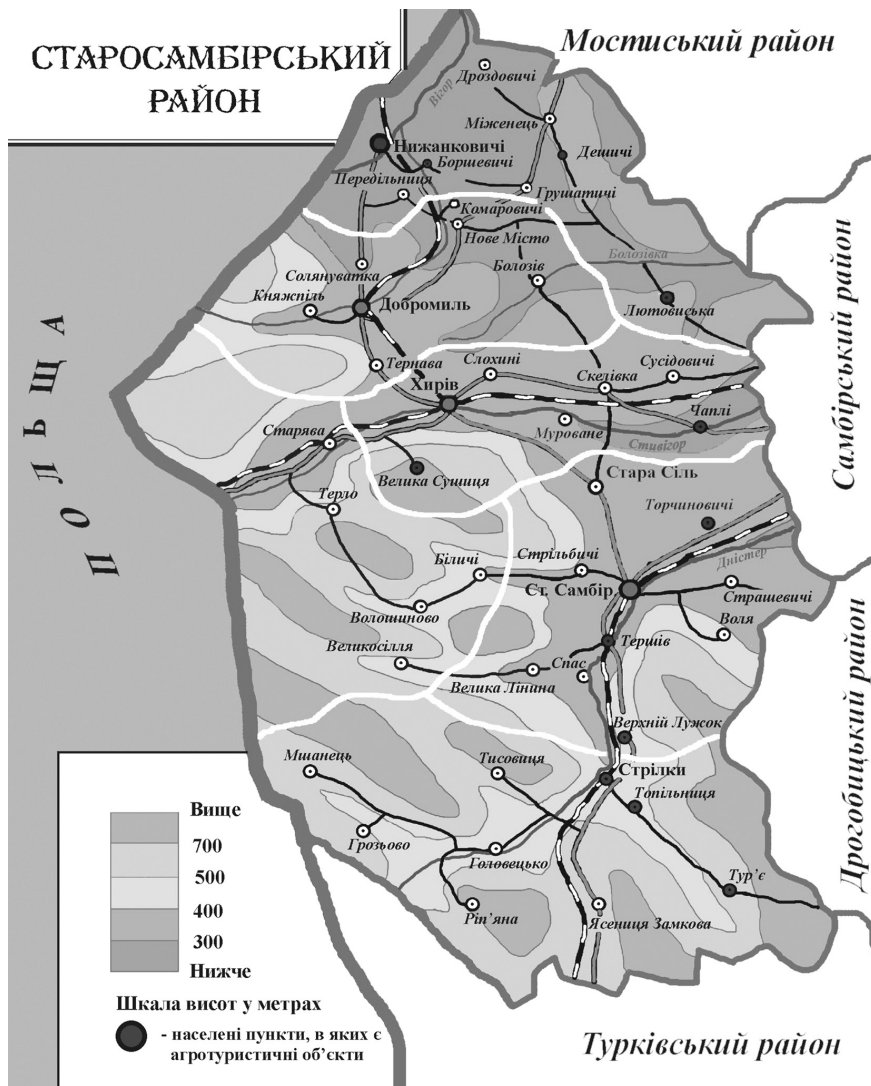 СТАРОСАМБІРСЬКИЙ
РАЙОН
Мостиський район
Дроздовичі
Вігор
Міженець
Нижанковичі
Боршевичі
Дешичі
Передільниця
Грушатичі
Комаровичі
Нове Місто
Солянуватка
Болозів
Болозівка
Княжпіль
Добромиль
Лютовиська
Самбірський район
ПОЛЬЩА
Тернава
Слохині
Сусідовичі
Хирів
Скелівка
Чаплі
Старява
Муроване
Стивігор
Велика Сушиця
Стара Сіль
Терло
Торчиновичі
Дністер
Біличі
Стрільбичі
Ст. Самбір
Страшевичі
Волошиново
Воля
Великосілля
Тершів
Спас
Велика Лінина
Дрогобицький район
Верхній Лужок
Мшанець
Тисовиця
Стрілки
Топільниця
Грозьово
Головецько
Тур’є
Ріп’яна
Ясениця Замкова
Вище
700
500
400
300
Нижче
Шкала висот у метрах
- населені пункти, в яких є
агротуристичні об’єкти
Турківський район